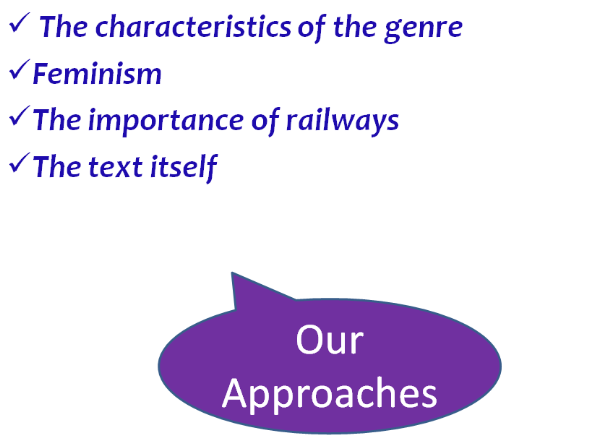 ✓ The characteristics of the genre
✓Feminism
✓The importance of railways
✓The text itself
Our
Approaches